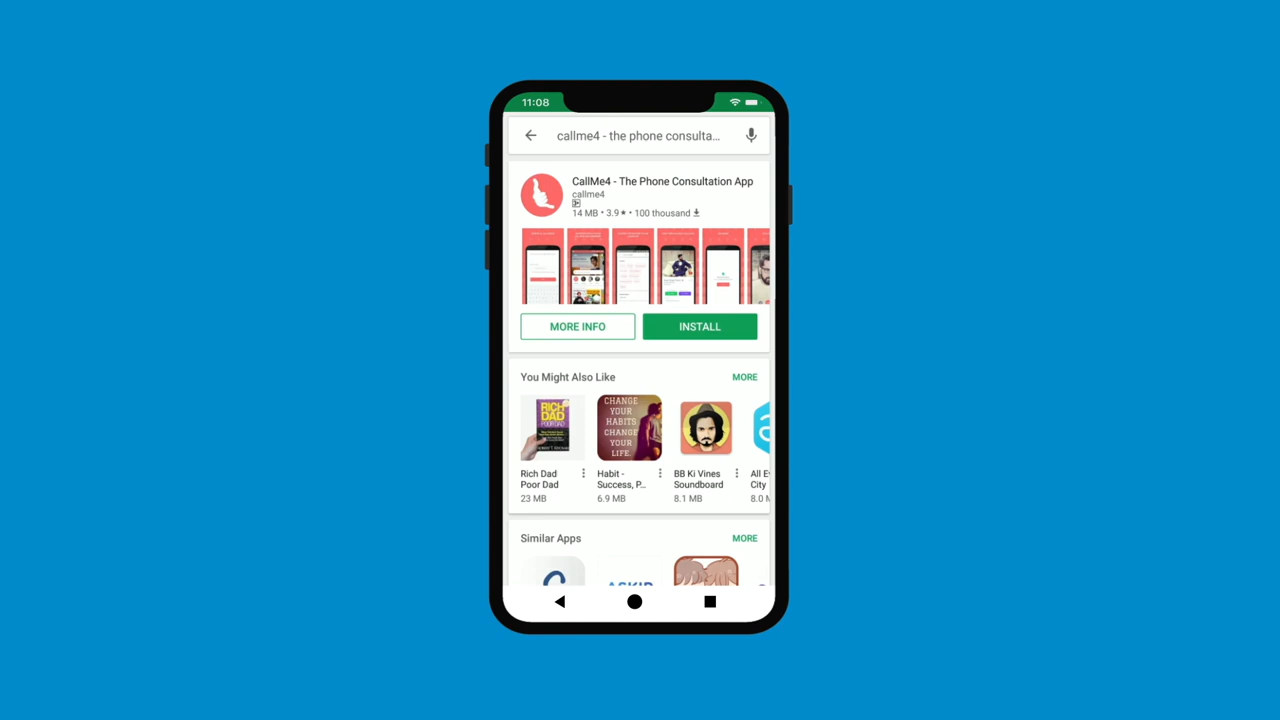 11:08
callme4 - the phone consulta...
CallMe4 - The Phone Consultation App
callme4
3+
14 MB • 3.9 ★ • 100 thousand
MORE INFO
INSTALL
You Might Also Like
MORE
RICH
DAD
POOR DAD
CHANGE
YOUR
HABITS
CHANGE
YOUR
LIFE.
Rich Dad
Poor Dad
23 MB
Habit -
Success, P...
6.9 MB
BB Ki Vines
Soundboard
8.1 MB
All E
City
8.0 M
Similar Apps
MORE